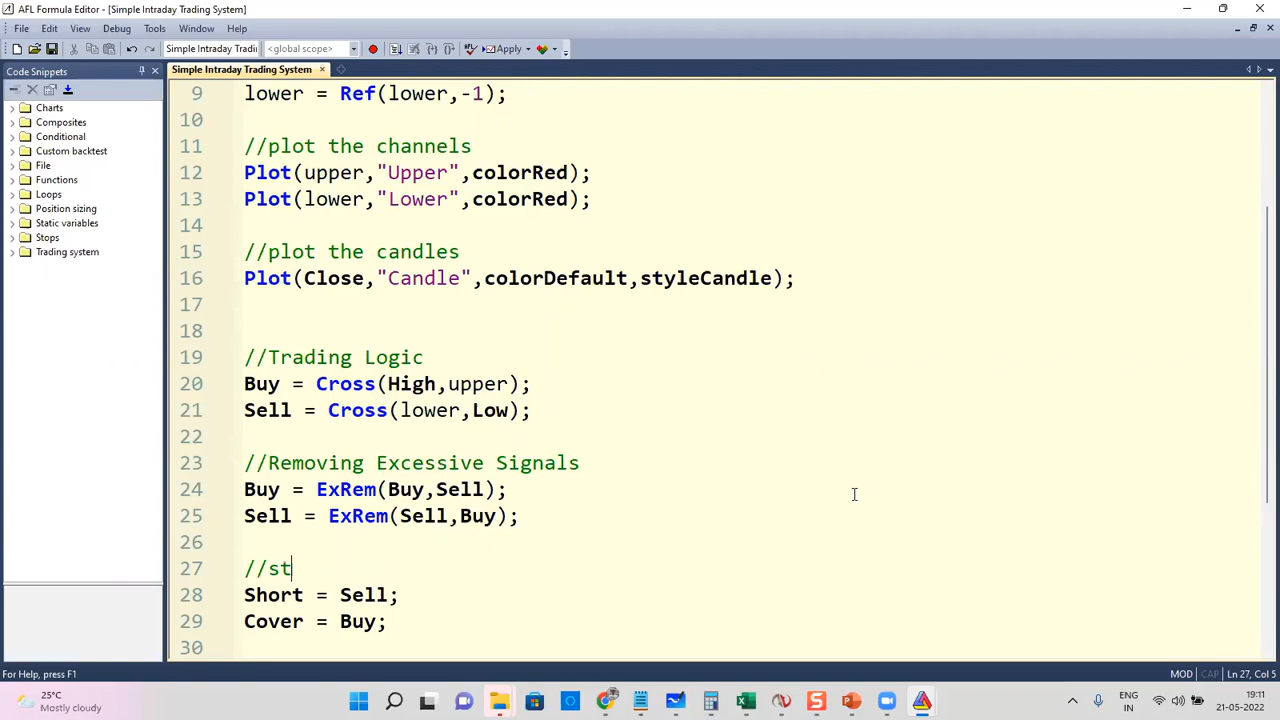 AFL Formula Editor - [Simple Intraday Trading System]
File Edit View Debug Tools Window Help
Simple Intraday Tradi <global scope> Apply
Code Snippets
Simple Intraday Trading System
Charts
Composites
Conditional
Custom backtest
File
Functions
Loops
Position sizing
Static variables
Stops
Trading system
9 lower = Ref(lower,-1);
10
11 //plot the channels
12 Plot(upper,"Upper",colorRed);
13 Plot(lower,"Lower",colorRed);
14
15 //plot the candles
16 Plot(Close,"Candle",colorDefault,styleCandle);
17
18
19 //Trading Logic
20 Buy = Cross(High,upper);
21 Sell = Cross(lower,Low);
22
23 //Removing Excessive Signals
24 Buy = ExRem(Buy,Sell);
25 Sell = ExRem(Sell,Buy);
26
27 //st
28 Short = Sell;
29 Cover = Buy;
30
For Help, press F1 MOD CAP Ln 27, Col 5
25°C
Mostly cloudy
ENG
IN
19:11
21-05-2022